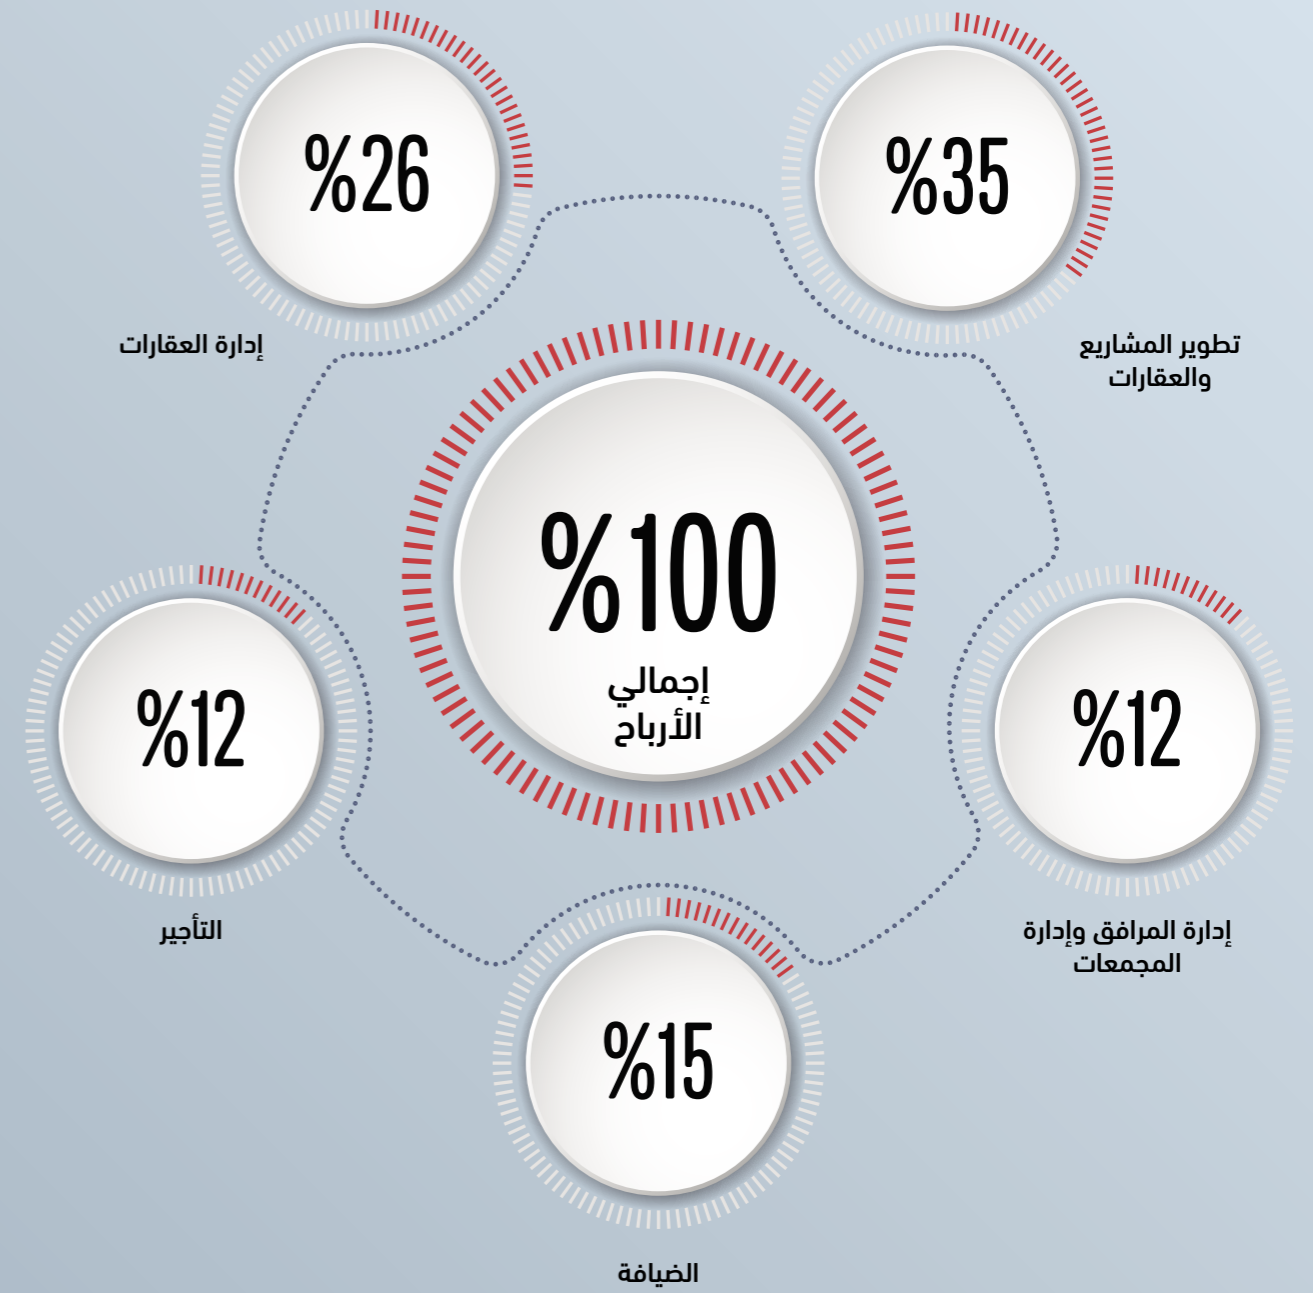 %35
تطوير المشاريع
والعقارات
%26
إدارة العقارات
%100
إجمالي
الأرباح
%12
إدارة المرافق وإدارة
المجمعات
%12
التأجير
%15
الضيافة